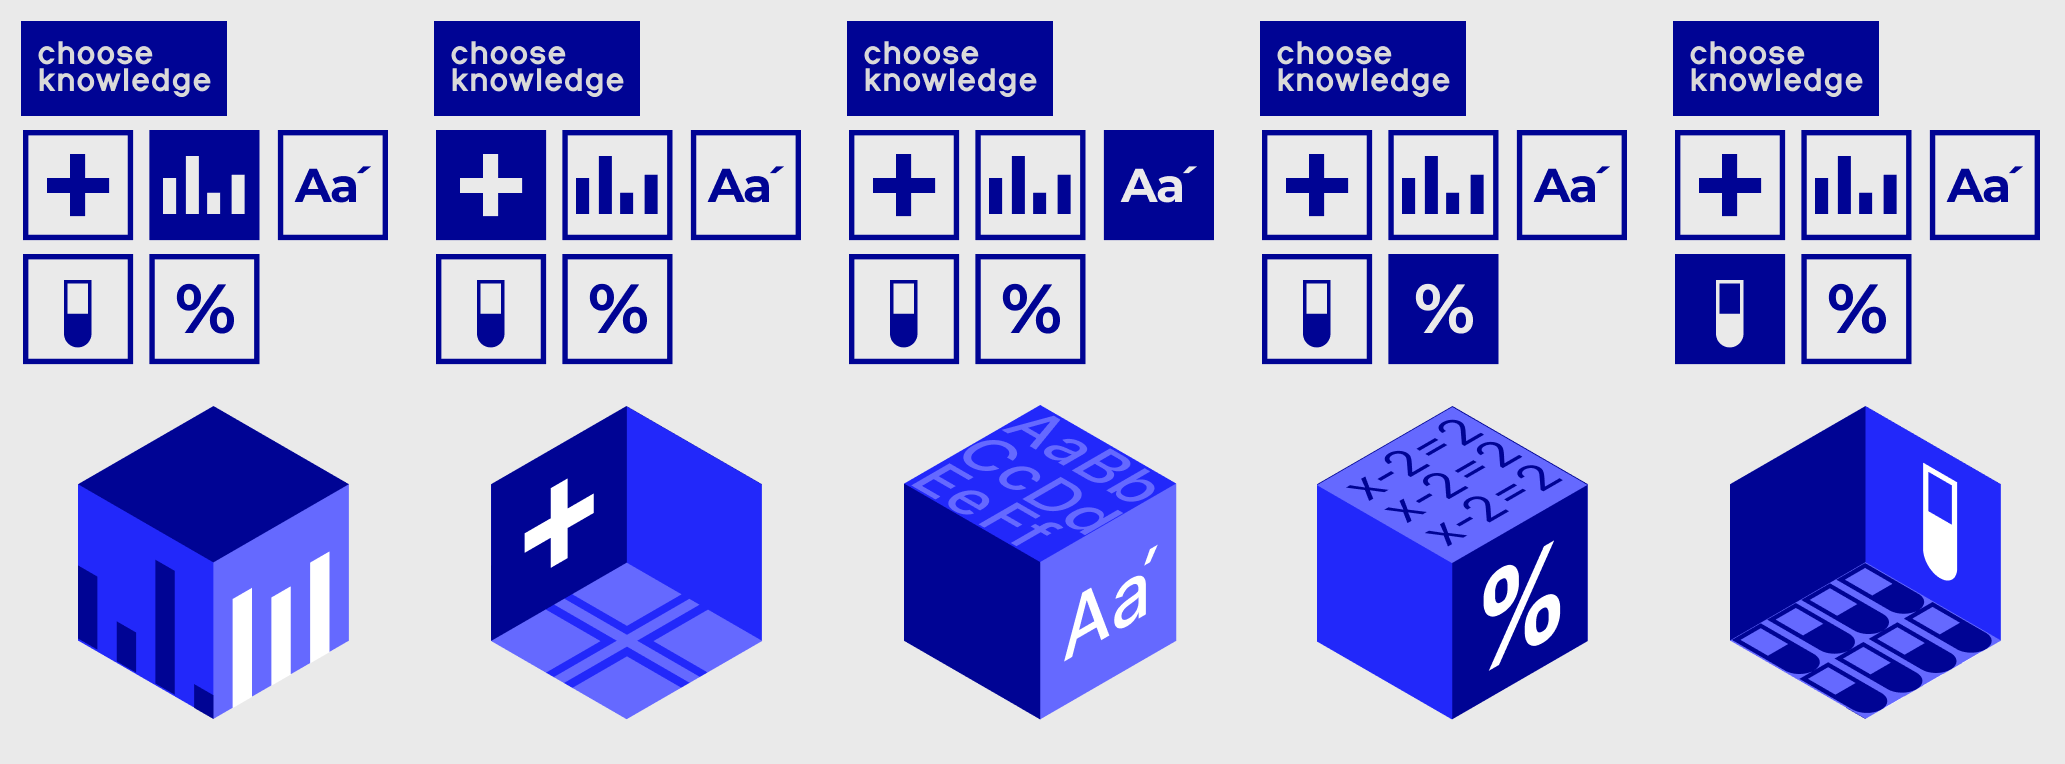 choose
knowledge
choose
knowledge
choose
knowledge
choose
knowledge
choose
knowledge
Aa´
Aa´
Aa´
Aa´
Aa´
%
%
%
%
%
AaBb
CcDd
EeFf
Aa´
x-2=2
x-2=2
x-2=2
%